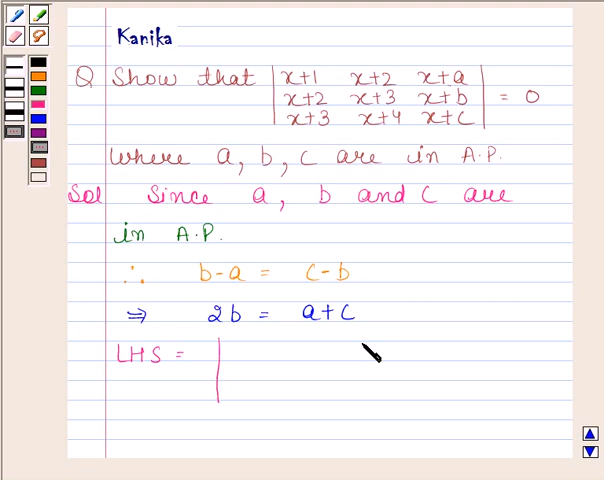 Kanika
Q Show that | x+1 x+2 x+a |
| x+2 x+3 x+b | = 0
| x+3 x+4 x+c |
where a, b, c are in A.P.
Sol Since a, b and c are
in A.P.
∴ b-a = c-b
⇒ 2b = a+c
LHS = |